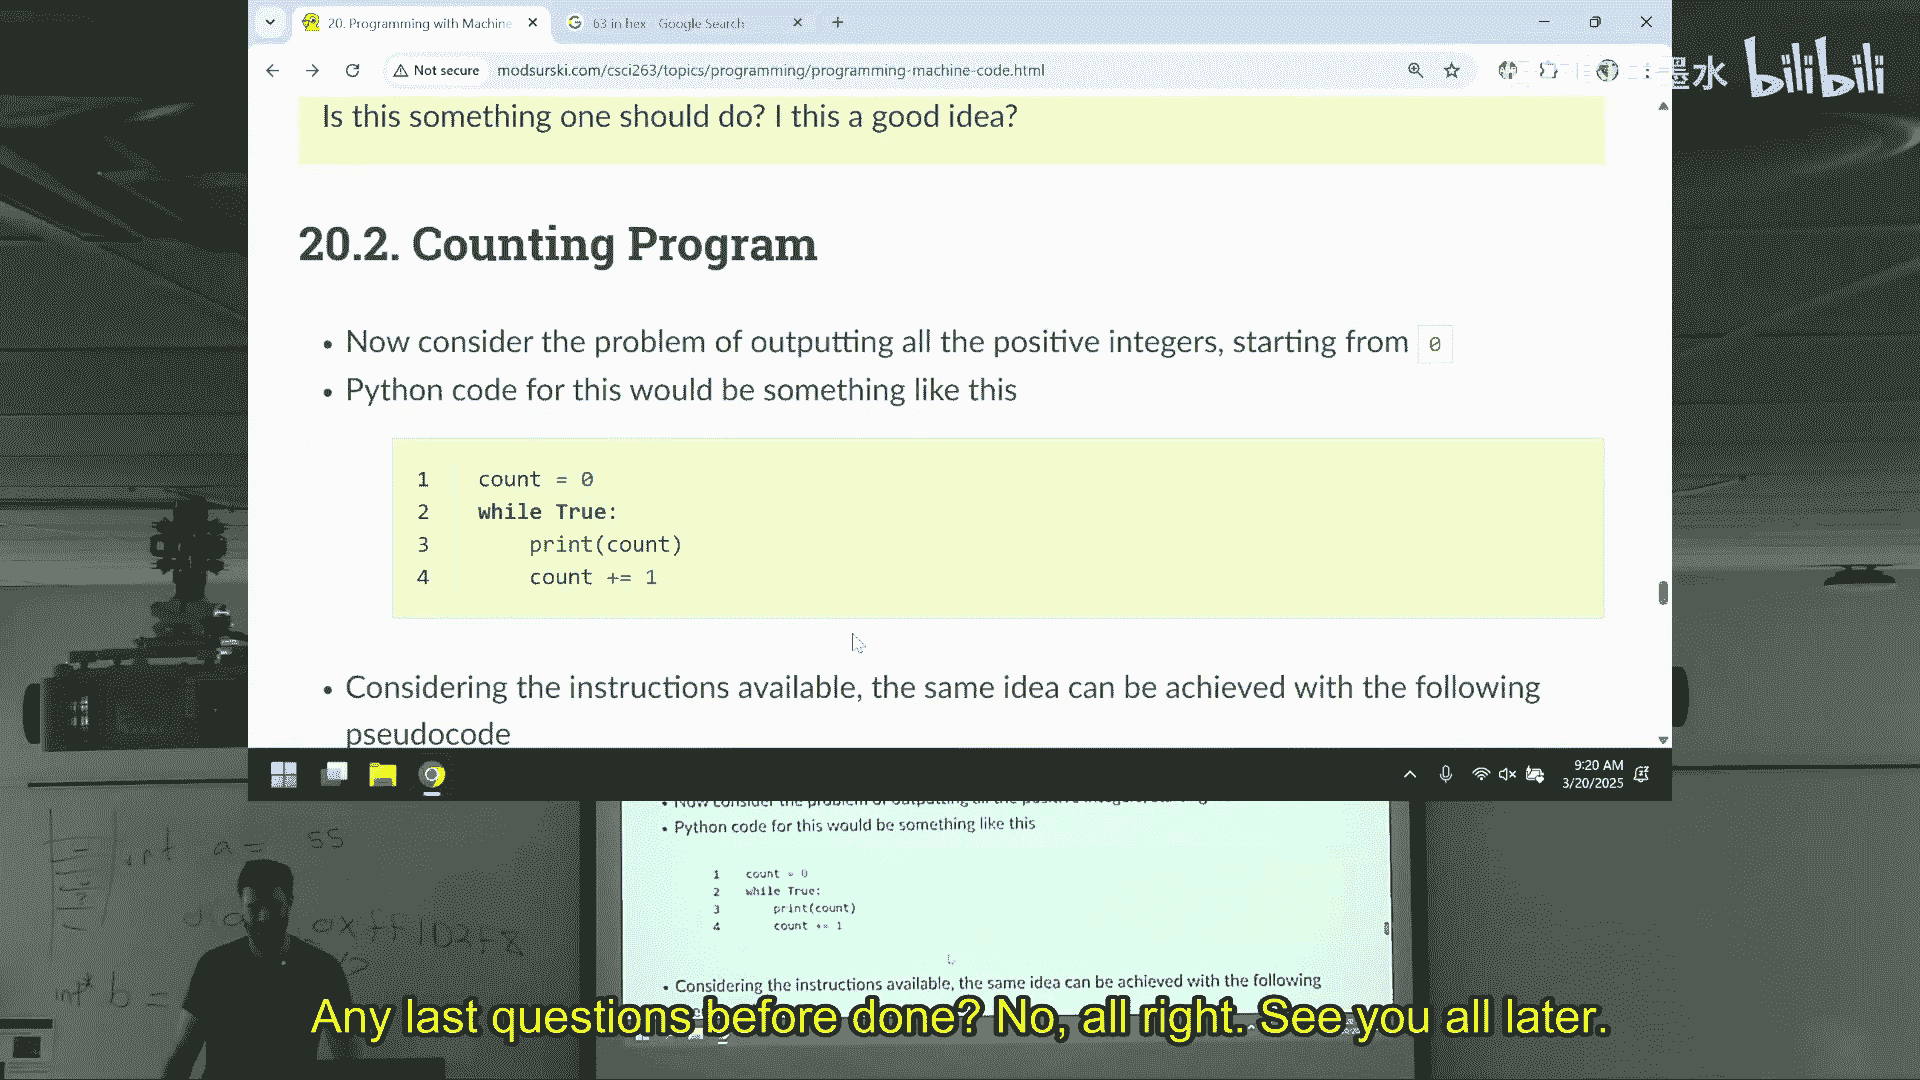 20. Programming with Machine
63 in hex - Google Search
Not secure
modsurski.com/csci263/topics/programming/programming-machine-code.html
墨水 bilibili
Is this something one should do? I this a good idea?
20.2. Counting Program
• Now consider the problem of outputting all the positive integers, starting from 0
• Python code for this would be something like this
1 count = 0
2 while True:
3 print(count)
4 count += 1
• Considering the instructions available, the same idea can be achieved with the following
pseudocode
9:20 AM
3/20/2025
• Python code for this would be something like this
1 count = 0
2 while True:
3 print(count)
4 count += 1
• Considering the instructions available, the same idea can be achieved with the following
int a = 55
int* b =
Any last questions before done? No, all right. See you all later.